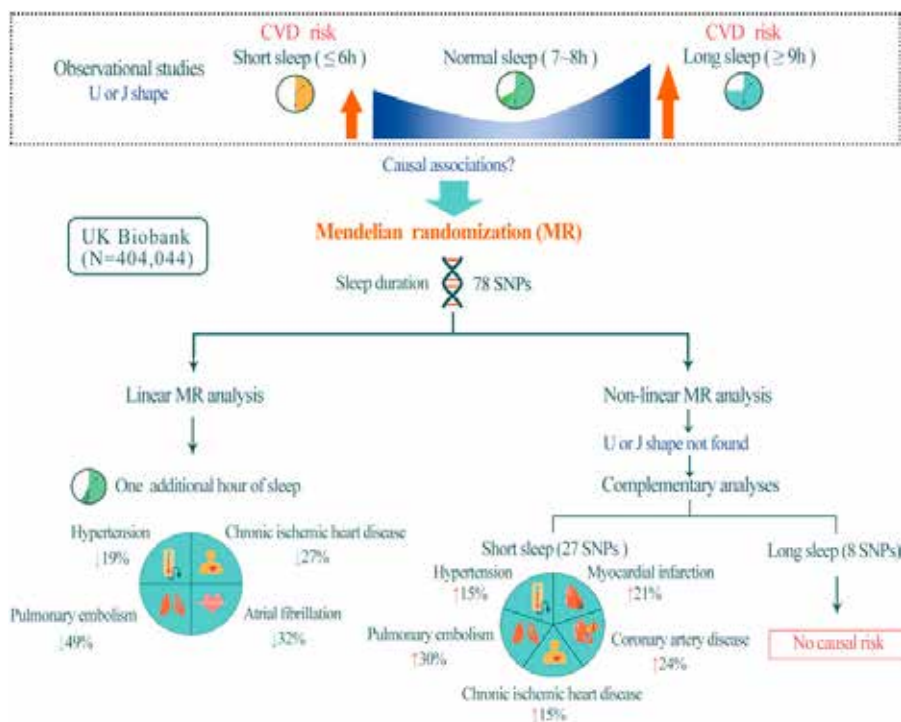 CVD risk
Short sleep (≤6h)
Normal sleep (7~8h)
CVD risk
Long sleep (≥9h)
Observational studies
U or J shape
Causal associations?
Mendelian randomization (MR)
UK Biobank
(N=404,044)
Sleep duration
78 SNPs
Linear MR analysis
Non-linear MR analysis
U or J shape not found
One additional hour of sleep
Complementary analyses
Hypertension
↓19%
Chronic ischemic heart disease
↓27%
Pulmonary embolism
↓49%
Atrial fibrillation
↓32%
Short sleep (27 SNPs)
Long sleep (8 SNPs)
Hypertension
↑15%
Myocardial infarction
↑21%
Pulmonary embolism
↑30%
Coronary artery disease
↑24%
Chronic ischemic heart disease
↑15%
No causal risk